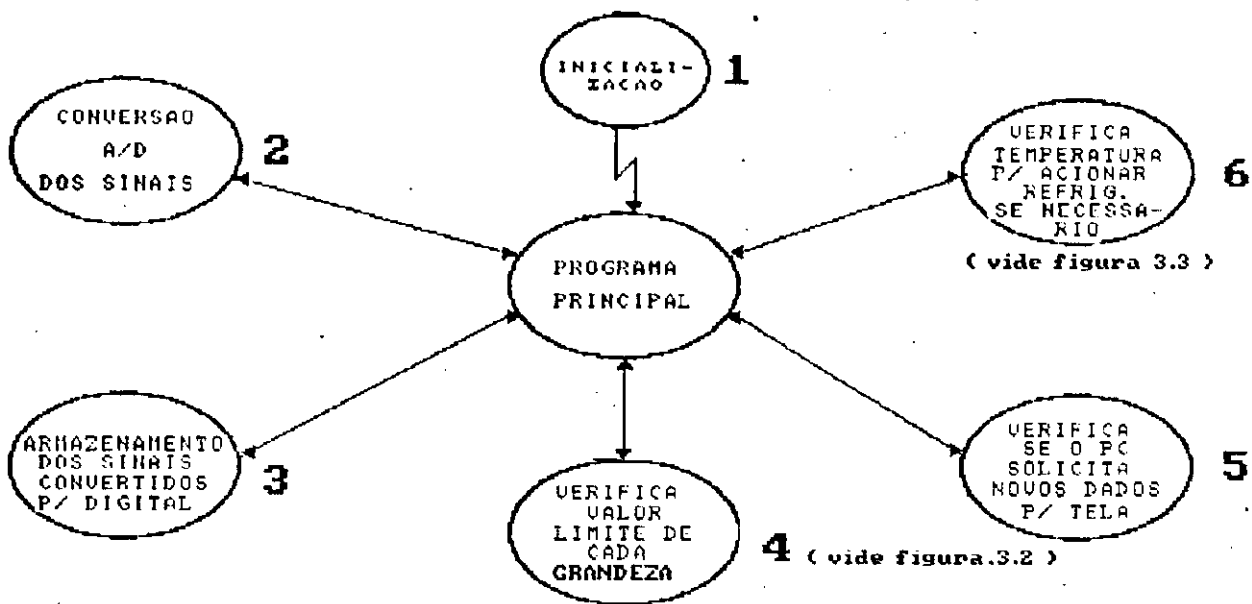 INICIALI-
ZACAO
1
CONVERSAO
A/D
DOS SINAIS
2
VERIFICA
TEMPERATURA
P/ ACIONAR
REFRIG.
SE NECESSA-
RIO
6
( vide figura 3.3 )
PROGRAMA
PRINCIPAL
ARMAZENAMENTO
DOS SINAIS
CONVERTIDOS
P/ DIGITAL
3
VERIFICA
VALOR
LIMITE DE
CADA
GRANDEZA
4 ( vide figura.3.2 )
VERIFICA
SE O PC
SOLICITA
NOVOS DADOS
P/ TELA
5